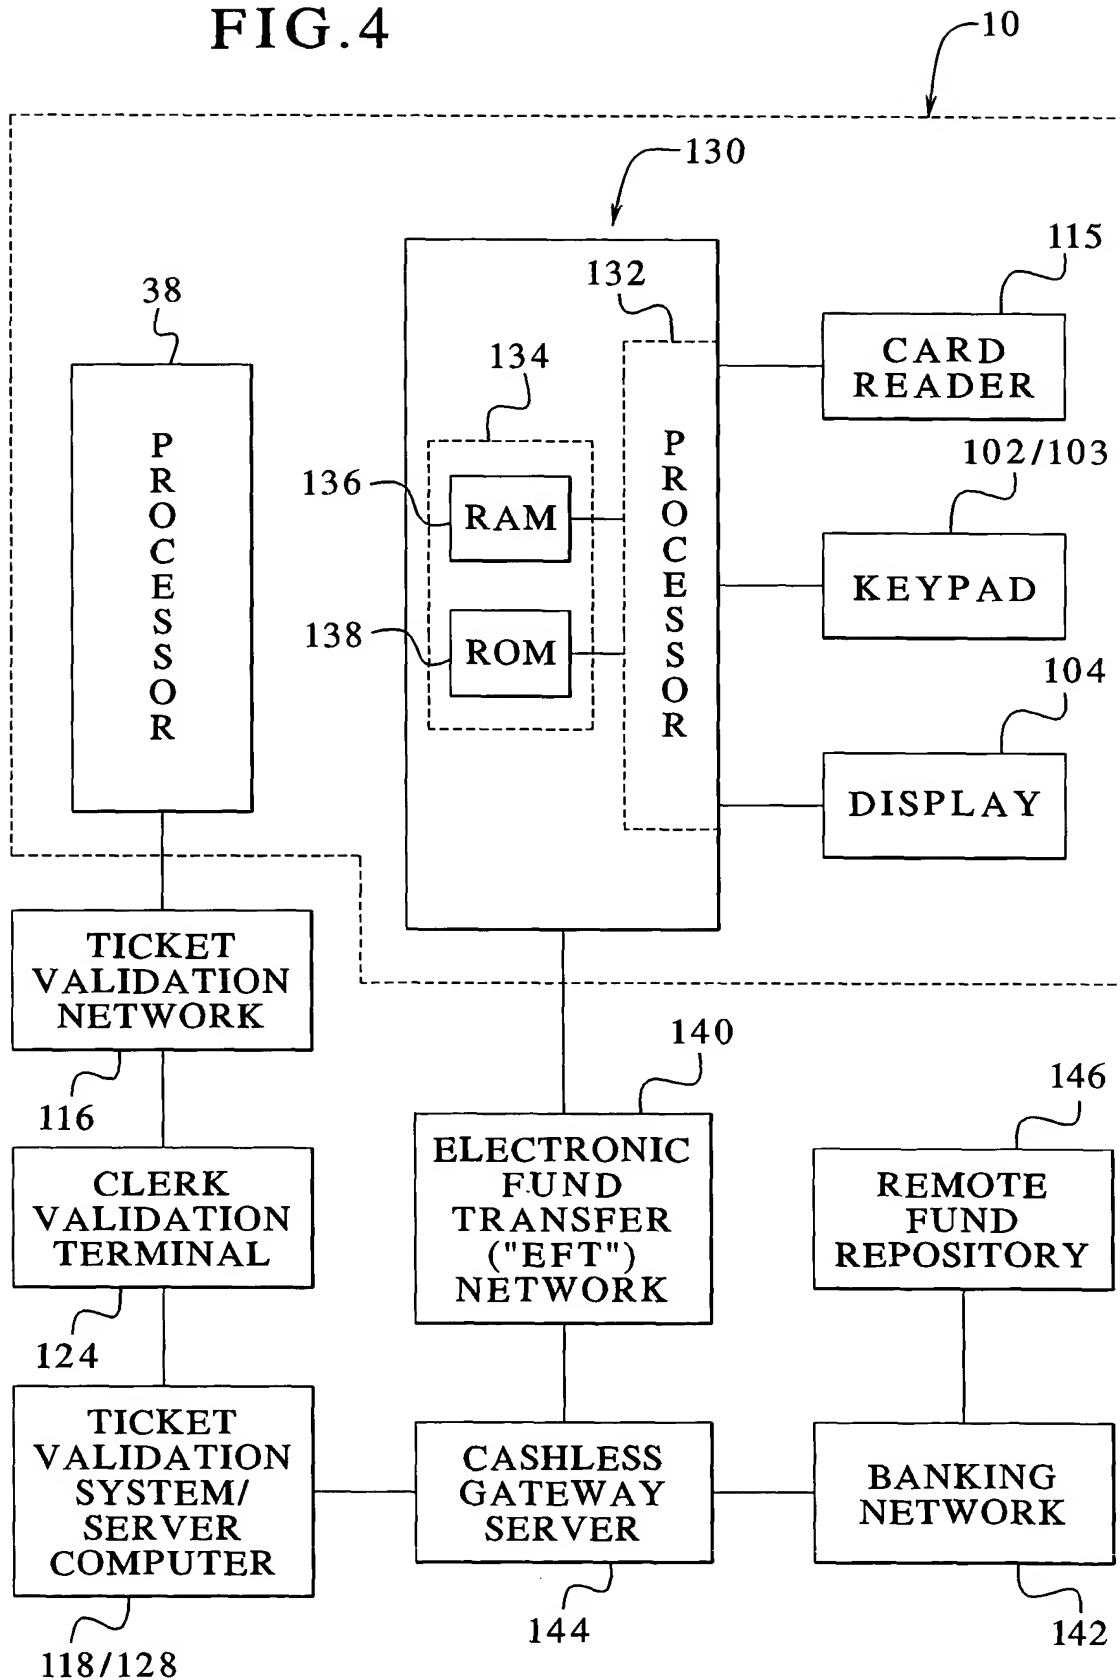 FIG.4
10
130
115
132
38
CARD
READER
134
102/103
PROCESSOR
PROCESSOR
136
RAM
KEYPAD
138
ROM
104
DISPLAY
TICKET
VALIDATION
NETWORK
140
146
116
ELECTRONIC
FUND
TRANSFER
("EFT")
NETWORK
CLERK
VALIDATION
TERMINAL
REMOTE
FUND
REPOSITORY
124
TICKET
VALIDATION
SYSTEM/
SERVER
COMPUTER
CASHLESS
GATEWAY
SERVER
BANKING
NETWORK
144
142
118/128